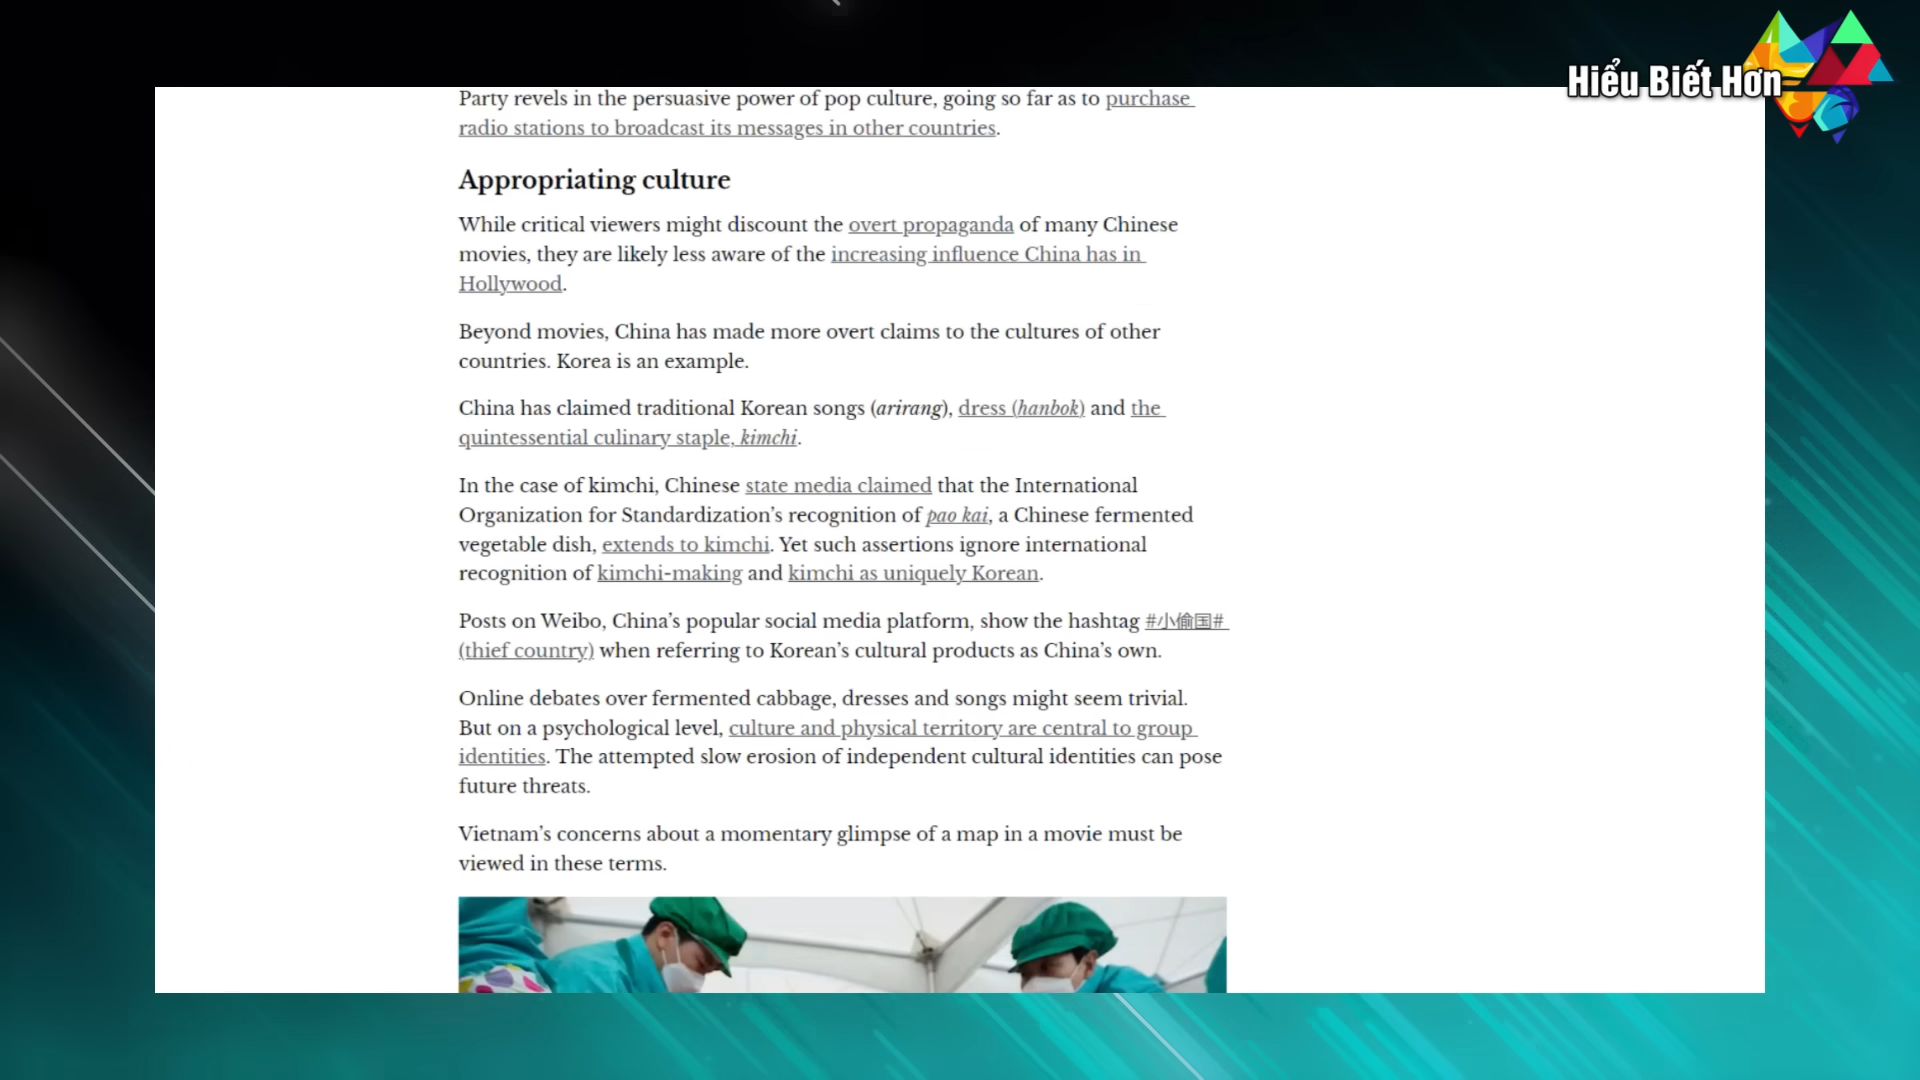 Hiểu Biết Hơn
Party revels in the persuasive power of pop culture, going so far as to purchase
radio stations to broadcast its messages in other countries.
Appropriating culture
While critical viewers might discount the overt propaganda of many Chinese
movies, they are likely less aware of the increasing influence China has in
Hollywood.
Beyond movies, China has made more overt claims to the cultures of other
countries. Korea is an example.
China has claimed traditional Korean songs (arirang), dress (hanbok) and the
quintessential culinary staple, kimchi.
In the case of kimchi, Chinese state media claimed that the International
Organization for Standardization’s recognition of pao kai, a Chinese fermented
vegetable dish, extends to kimchi. Yet such assertions ignore international
recognition of kimchi-making and kimchi as uniquely Korean.
Posts on Weibo, China’s popular social media platform, show the hashtag #小偷国#
(thief country) when referring to Korean’s cultural products as China’s own.
Online debates over fermented cabbage, dresses and songs might seem trivial.
But on a psychological level, culture and physical territory are central to group
identities. The attempted slow erosion of independent cultural identities can pose
future threats.
Vietnam’s concerns about a momentary glimpse of a map in a movie must be
viewed in these terms.